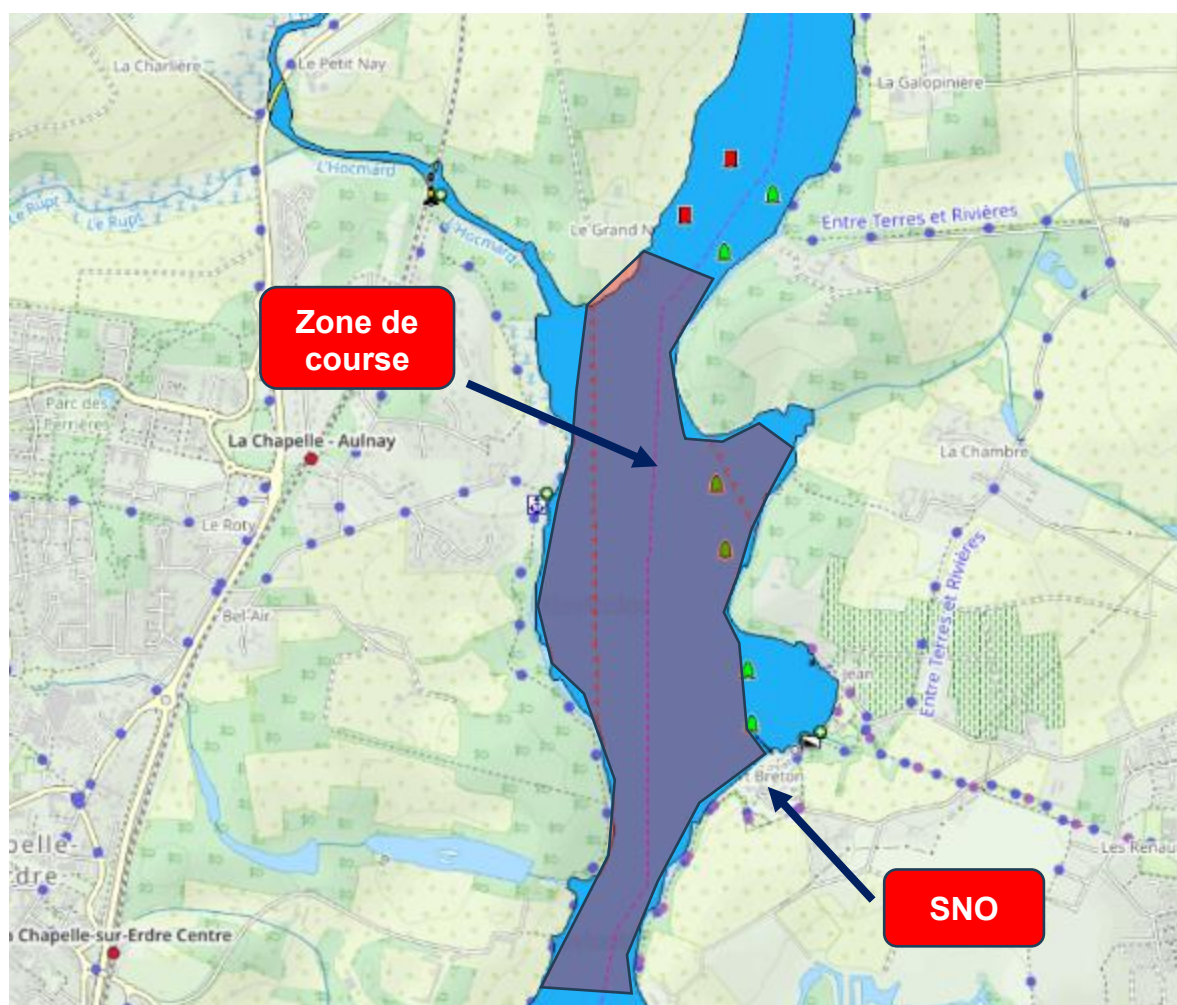 La Charlière
Le Petit Nay
La Galopinière
L'Hocmard
Le Rupt
Le Rupt
Entre Terres et Rivières
L'Hocmard
Le Grand N
Zone de
course
Parc des
Perrières
La Chapelle - Aulnay
La Chambre
Le Roty
Bel-Air
Entre Terres et Rivières
Jean
t Breton
pelle-
rdre
Les Renau
SNO
a Chapelle-sur-Erdre Centre